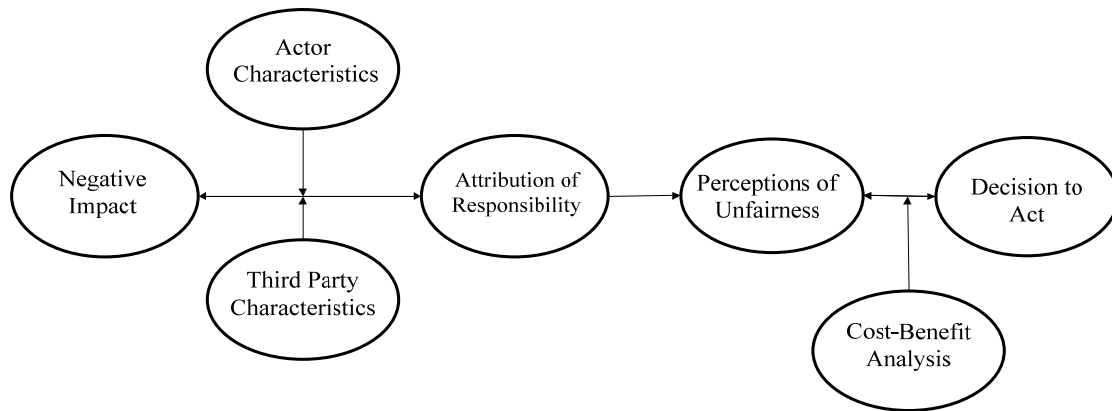 Actor
Characteristics
Negative
Impact
Attribution of
Responsibility
Perceptions of
Unfairness
Decision to
Act
Third Party
Characteristics
Cost-Benefit
Analysis